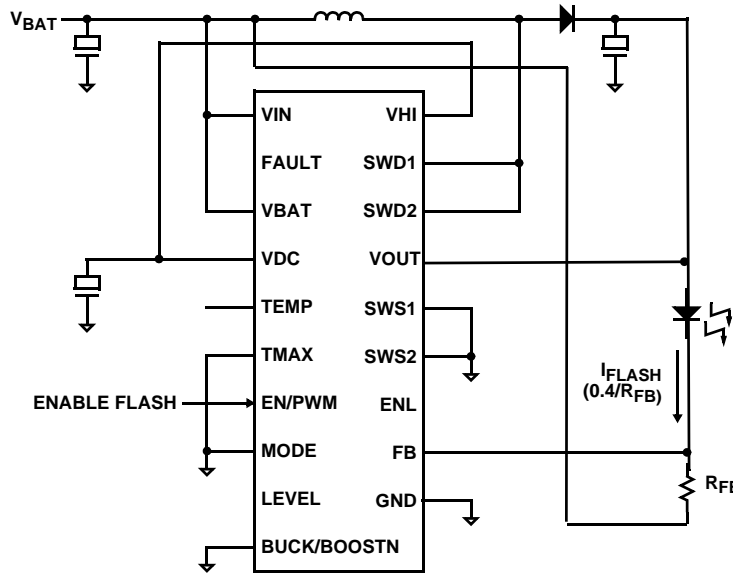 VBAT
VIN VHI
FAULT SWD1
VBAT SWD2
VDC VOUT
TEMP SWS1
TMAX SWS2
IFLASH
(0.4/RFB)
ENABLE FLASH EN/PWM ENL
MODE FB
RFB
LEVEL GND
BUCK/BOOSTN